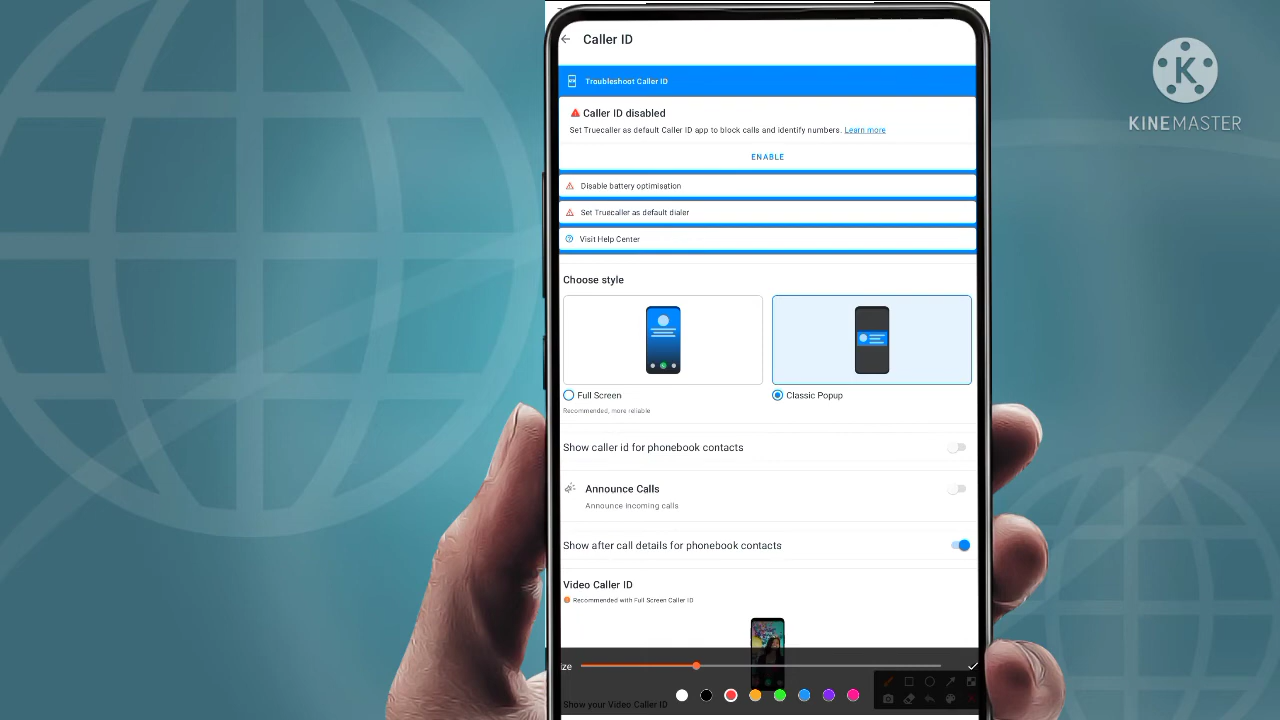 Caller ID
Troubleshoot Caller ID
Caller ID disabled
Set Truecaller as default Caller ID app to block calls and identify numbers. Learn more
ENABLE
Disable battery optimisation
Set Truecaller as default dialer
Visit Help Center
Choose style
Full Screen
Classic Popup
Recommended, more reliable
Show caller id for phonebook contacts
Announce Calls
Announce incoming calls
Show after call details for phonebook contacts
Video Caller ID
Recommended with Full Screen Caller ID
ze
Show your Video Caller ID
K
KINEMASTER